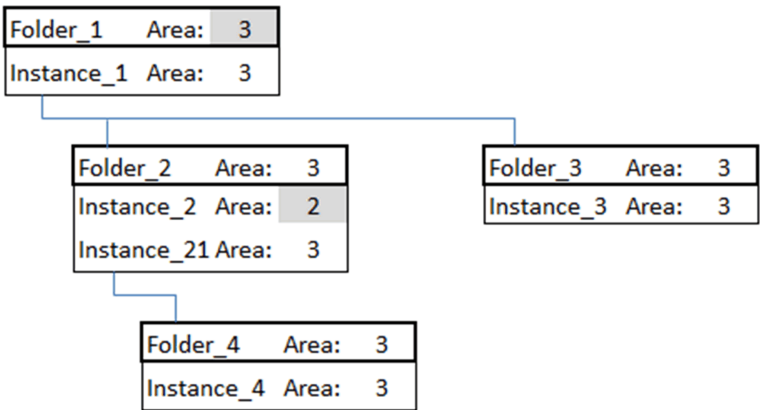 Folder_1 Area: 3
Instance_1 Area: 3
Folder_2 Area: 3
Instance_2 Area: 2
Instance_21 Area: 3
Folder_3 Area: 3
Instance_3 Area: 3
Folder_4 Area: 3
Instance_4 Area: 3